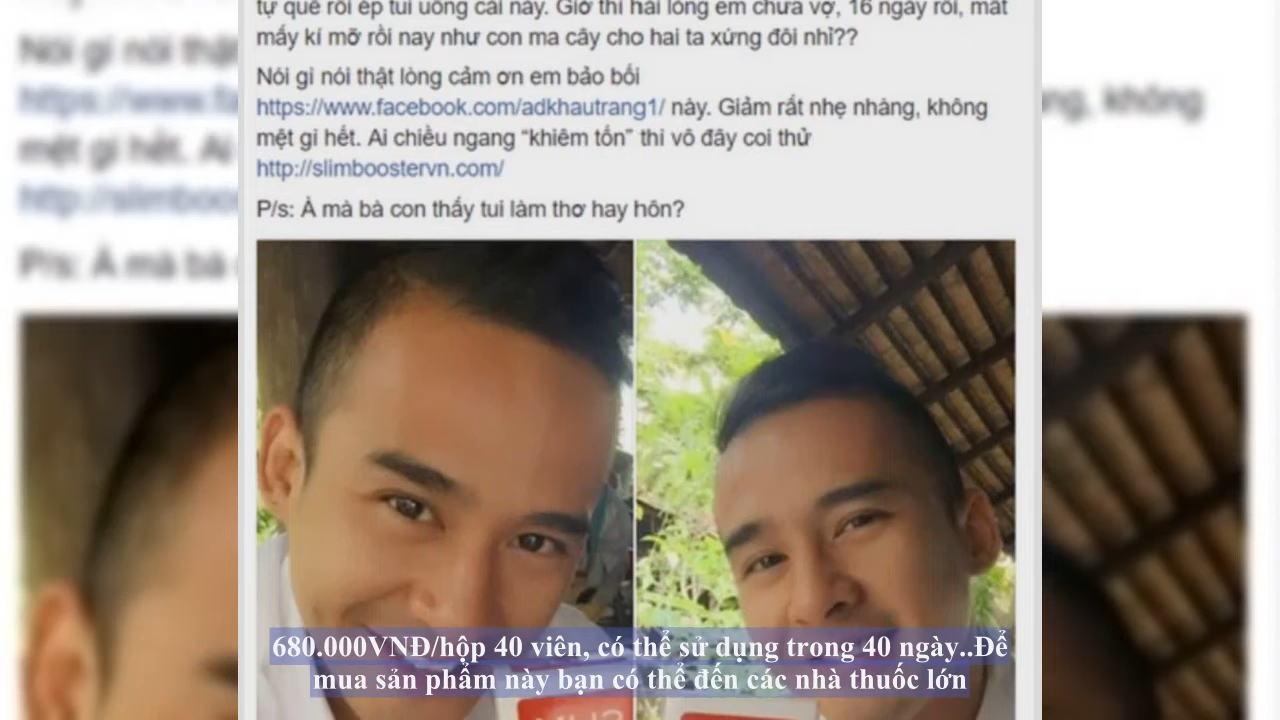 tự quê rồi ép tui uống cái này. Giờ thì hài lòng em chưa vợ, 16 ngày rồi, mất
mấy kí mỡ rồi nay như con ma cây cho hai ta xứng đôi nhỉ??
Nói gì nói thật lòng cảm ơn em bảo bối
https://www.facebook.com/adkhautrang1/ này. Giảm rất nhẹ nhàng, không
mệt gì hết. Ai chiều ngang “khiêm tốn” thì vô đây coi thử
http://slimboostervn.com/
P/s: À mà bà con thấy tui làm thơ hay hôn?
680.000VNĐ/hộp 40 viên, có thể sử dụng trong 40 ngày..Để
mua sản phẩm này bạn có thể đến các nhà thuốc lớn